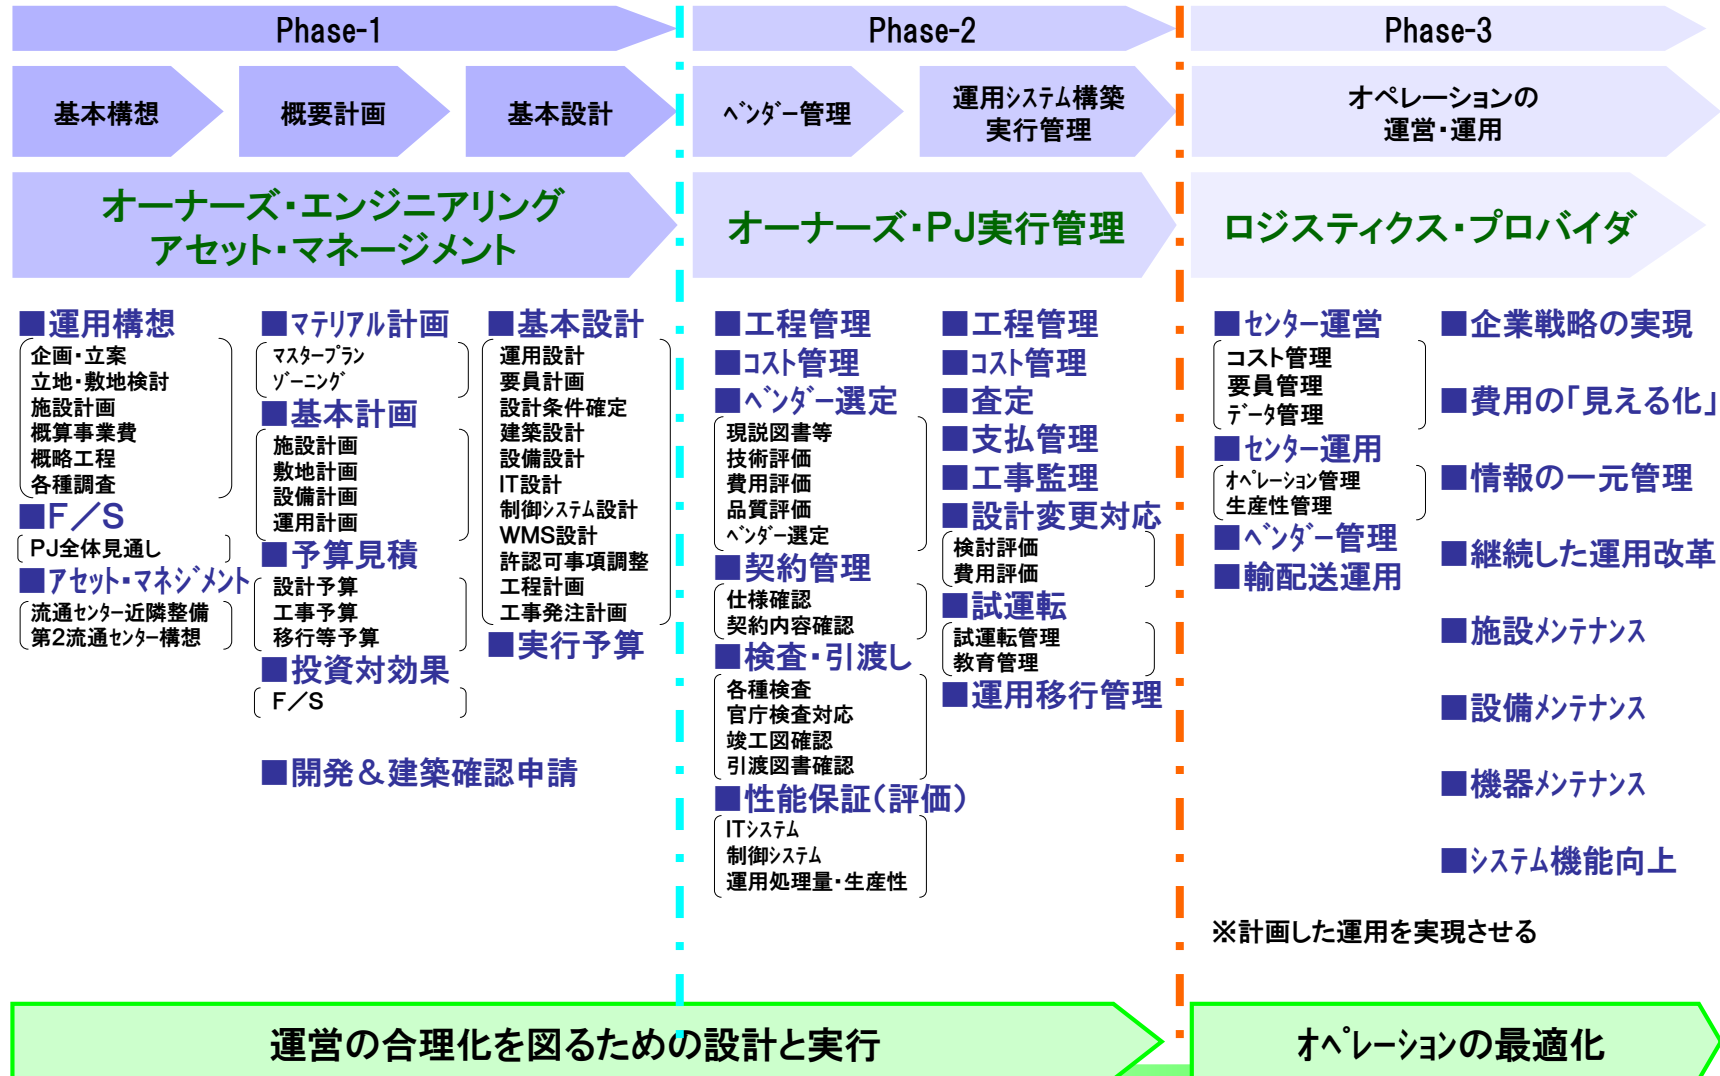 Phase-1
Phase-2
Phase-3
基本構想
概要計画
基本設計
ﾍﾞﾝﾀﾞｰ管理
運用ｼｽﾃﾑ構築
実行管理
オペレーションの
運営・運用
オーナーズ・エンジニアリング
アセット・マネージメント
オーナーズ・PJ実行管理
ロジスティクス・プロバイダ
■運用構想
企画・立案
立地・敷地検討
施設計画
概算事業費
概略工程
各種調査
■F／S
PJ全体見通し
■ｱｾｯﾄ・ﾏﾈｼﾞﾒﾝﾄ
流通ｾﾝﾀｰ近隣整備
第2流通ｾﾝﾀｰ構想
■ﾏﾃﾘｱﾙ計画
ﾏｽﾀｰﾌﾟﾗﾝ
ｿﾞｰﾆﾝｸﾞ
■基本計画
施設計画
敷地計画
設備計画
運用計画
■予算見積
設計予算
工事予算
移行等予算
■投資対効果
F／S
■開発＆建築確認申請
■基本設計
運用設計
要員計画
設計条件確定
建築設計
設備設計
IT設計
制御ｼｽﾃﾑ設計
WMS設計
許認可事項調整
工程計画
工事発注計画
■実行予算
■工程管理
■ｺｽﾄ管理
■ﾍﾞﾝﾀﾞｰ選定
現説図書等
技術評価
費用評価
品質評価
ﾍﾞﾝﾀﾞｰ選定
■契約管理
仕様確認
契約内容確認
■検査・引渡し
各種検査
官庁検査対応
竣工図確認
引渡図書確認
■性能保証（評価）
ITｼｽﾃﾑ
制御ｼｽﾃﾑ
運用処理量・生産性
■工程管理
■ｺｽﾄ管理
■査定
■支払管理
■工事監理
■設計変更対応
検討評価
費用評価
■試運転
試運転管理
教育管理
■運用移行管理
■ｾﾝﾀｰ運営
コスト管理
要員管理
ﾃﾞｰﾀ管理
■ｾﾝﾀｰ運用
ｵﾍﾟﾚｰｼｮﾝ管理
生産性管理
■ﾍﾞﾝﾀﾞｰ管理
■輸配送運用
■企業戦略の実現
■費用の「見える化」
■情報の一元管理
■継続した運用改革
■施設ﾒﾝﾃﾅﾝｽ
■設備ﾒﾝﾃﾅﾝｽ
■機器ﾒﾝﾃﾅﾝｽ
■ｼｽﾃﾑ機能向上
※計画した運用を実現させる
運営の合理化を図るための設計と実行
ｵﾍﾟﾚｰｼｮﾝの最適化